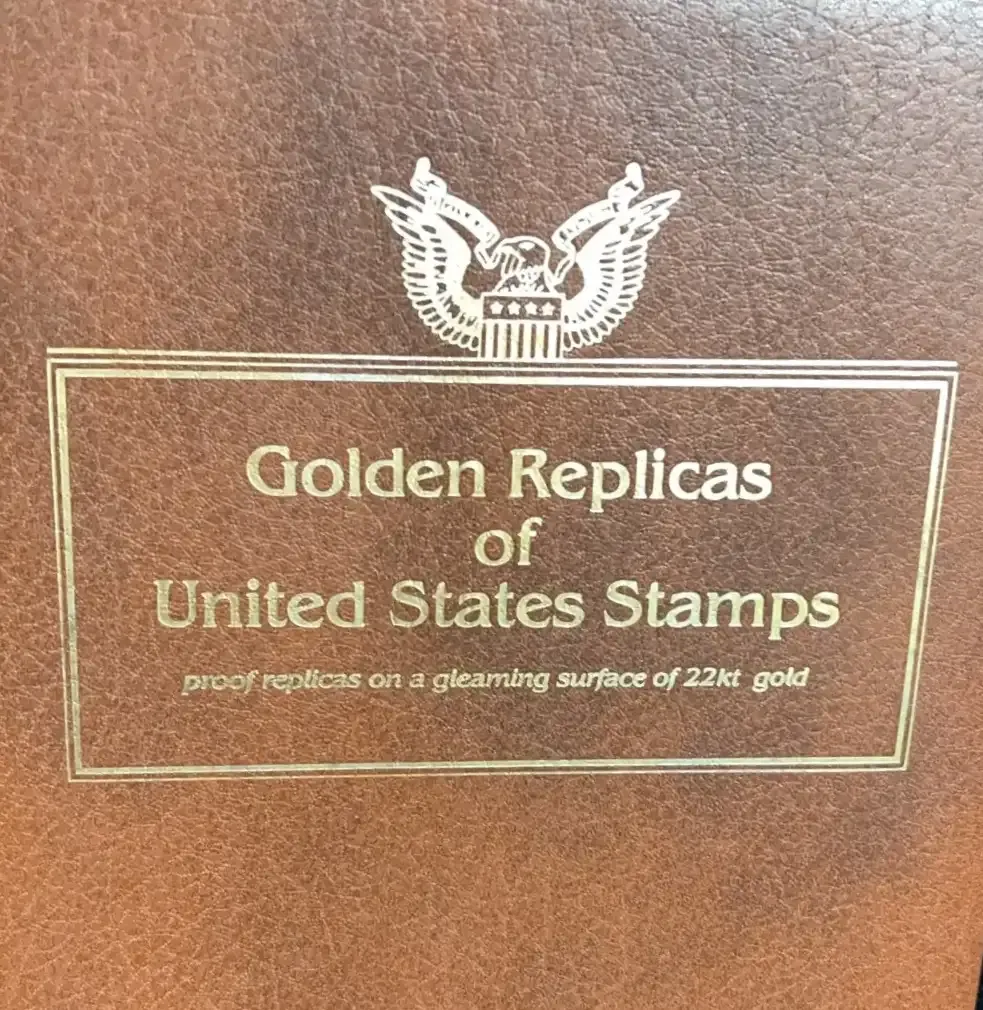 Golden Replicas
of
United States Stamps
proof replicas on a gleaming surface of 22kt gold